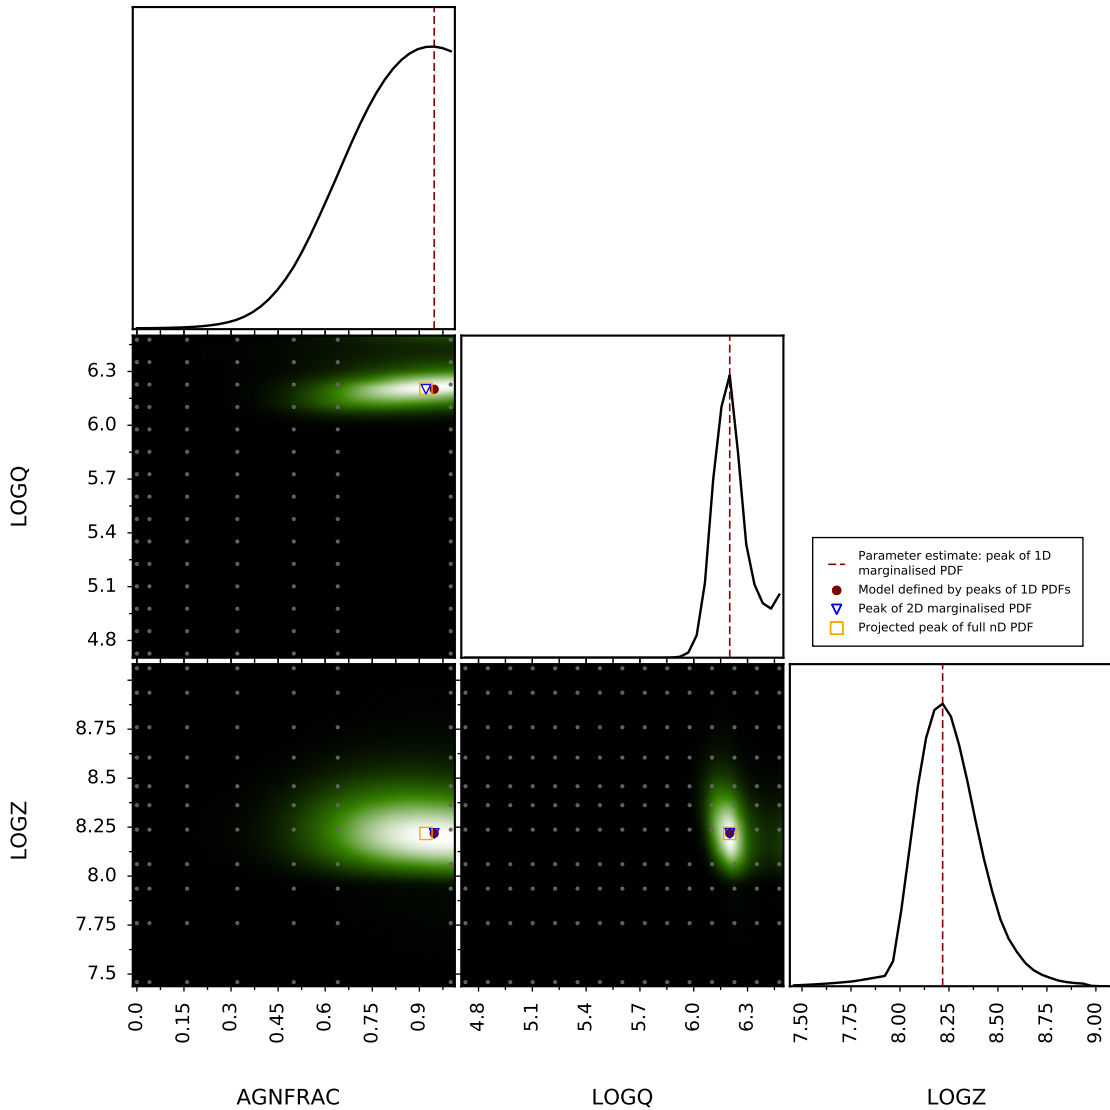 6.3
6.0
5.7
5.4
5.1
4.8
LOGQ
Parameter estimate: peak of 1D
marginalised PDF
Model defined by peaks of 1D PDFs
Peak of 2D marginalised PDF
Projected peak of full nD PDF
8.75
8.5
8.25
8.0
7.75
7.5
LOGZ
0.0 0.15 0.3 0.45 0.6 0.75 0.9
4.8 5.1 5.4 5.7 6.0 6.3
7.50 7.75 8.00 8.25 8.50 8.75 9.00
AGNFRAC LOGQ LOGZ